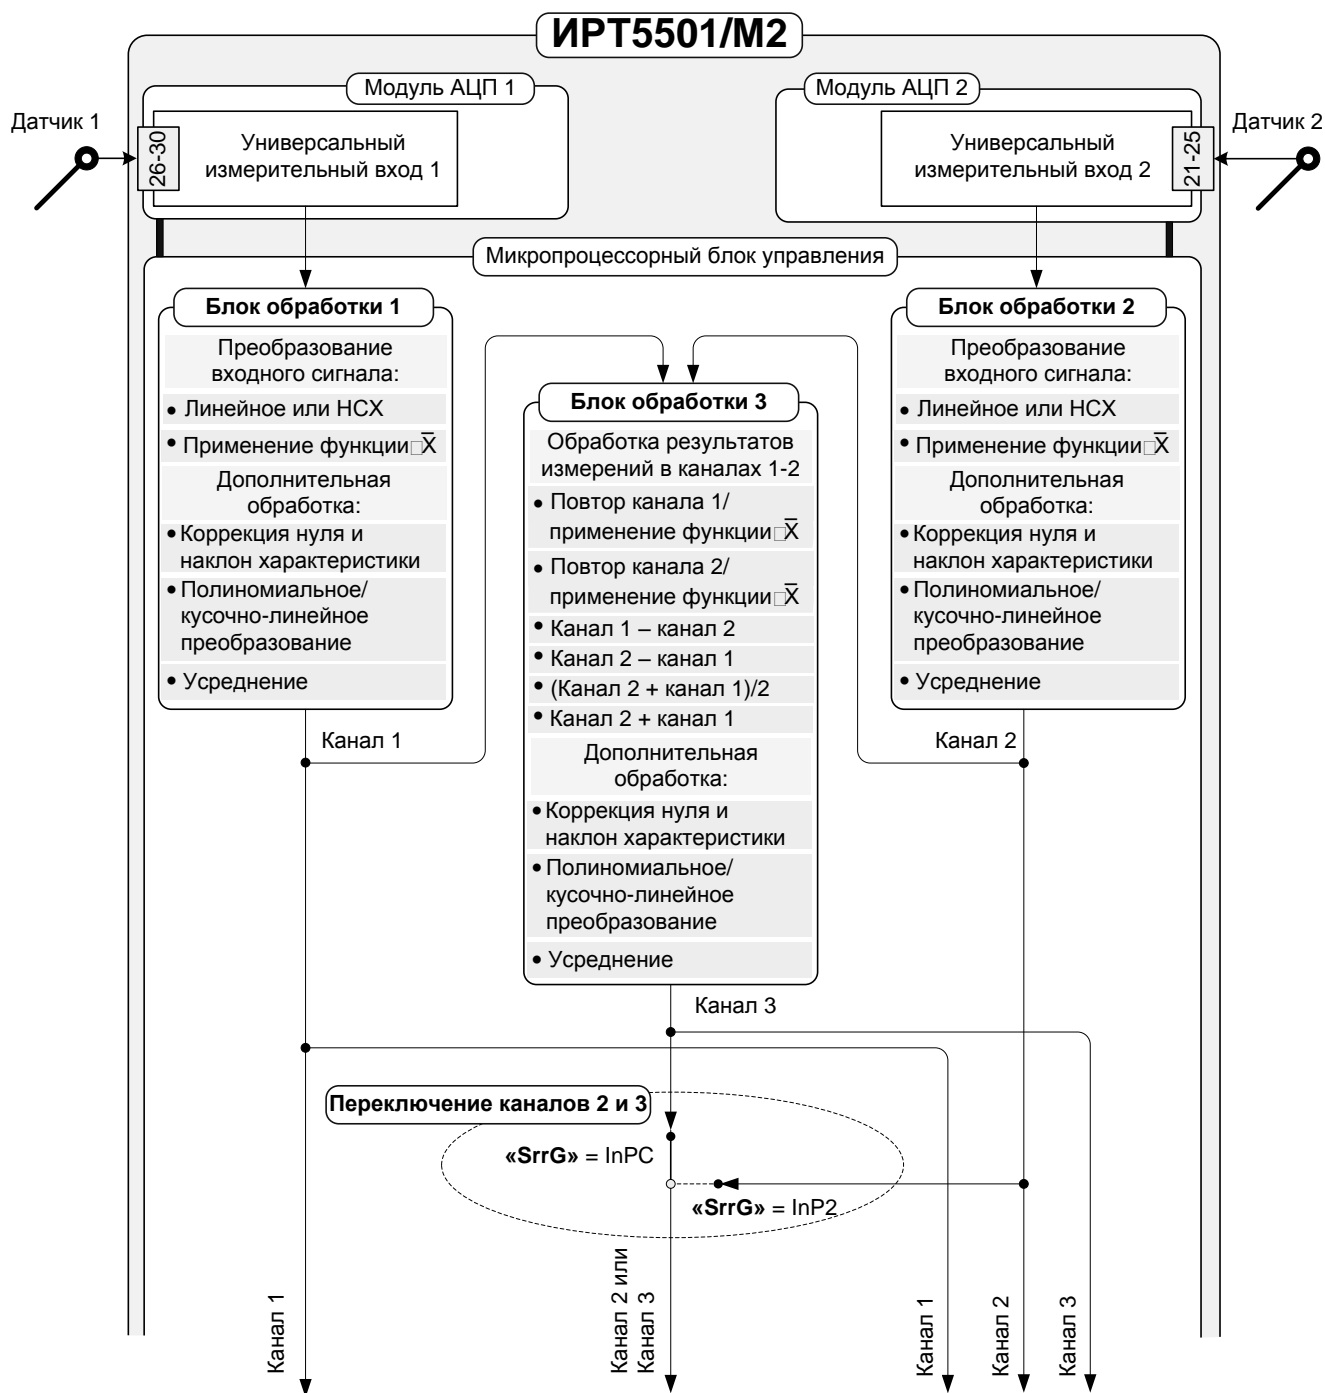 ИРТ5501/М2
Модуль АЦП 1
Модуль АЦП 2
Датчик 1
Датчик 2
26-30
Универсальный
измерительный вход 1
Универсальный
измерительный вход 2
21-25
Микропроцессорный блок управления
Блок обработки 1
Преобразование
входного сигнала:
• Линейное или НСХ
• Применение функции□X̅
Дополнительная
обработка:
• Коррекция нуля и
наклон характеристики
• Полиномиальное/
кусочно-линейное
преобразование
• Усреднение
Блок обработки 2
Преобразование
входного сигнала:
• Линейное или НСХ
• Применение функции□X̅
Дополнительная
обработка:
• Коррекция нуля и
наклон характеристики
• Полиномиальное/
кусочно-линейное
преобразование
• Усреднение
Блок обработки 3
Обработка результатов
измерений в каналах 1-2
• Повтор канала 1/
применение функции□X̅
• Повтор канала 2/
применение функции□X̅
• Канал 1 – канал 2
• Канал 2 – канал 1
• (Канал 2 + канал 1)/2
• Канал 2 + канал 1
Дополнительная
обработка:
• Коррекция нуля и
наклон характеристики
• Полиномиальное/
кусочно-линейное
преобразование
• Усреднение
Канал 1
Канал 2
Канал 3
Переключение каналов 2 и 3
«SrrG» = InPC
«SrrG» = InP2
Канал 1
Канал 2 или
Канал 3
Канал 1
Канал 2
Канал 3